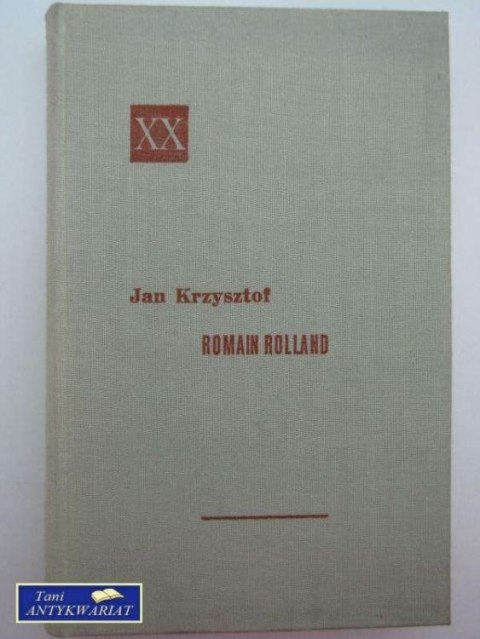 XX
Jan Krzysztof
ROMAIN ROLLAND
Tani
ANTYKWARIAT